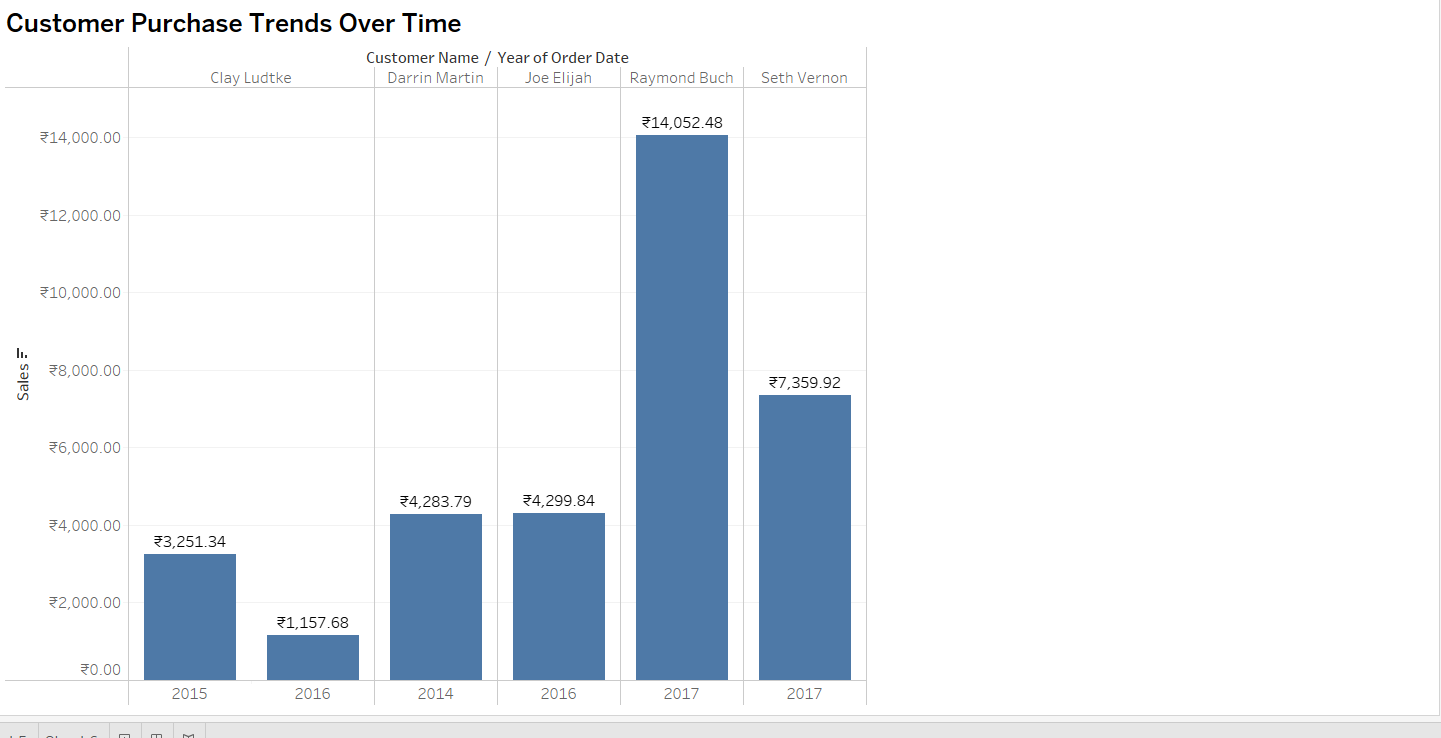 Customer Purchase Trends Over Time
Customer Name / Year of Order Date
Clay Ludtke Darrin Martin Joe Elijah Raymond Buch Seth Vernon
₹14,052.48
₹14,000.00
₹12,000.00
₹10,000.00
Sales
₹8,000.00
₹7,359.92
₹6,000.00
₹4,283.79 ₹4,299.84
₹4,000.00
₹3,251.34
₹2,000.00
₹1,157.68
₹0.00
2015 2016 2014 2016 2017 2017